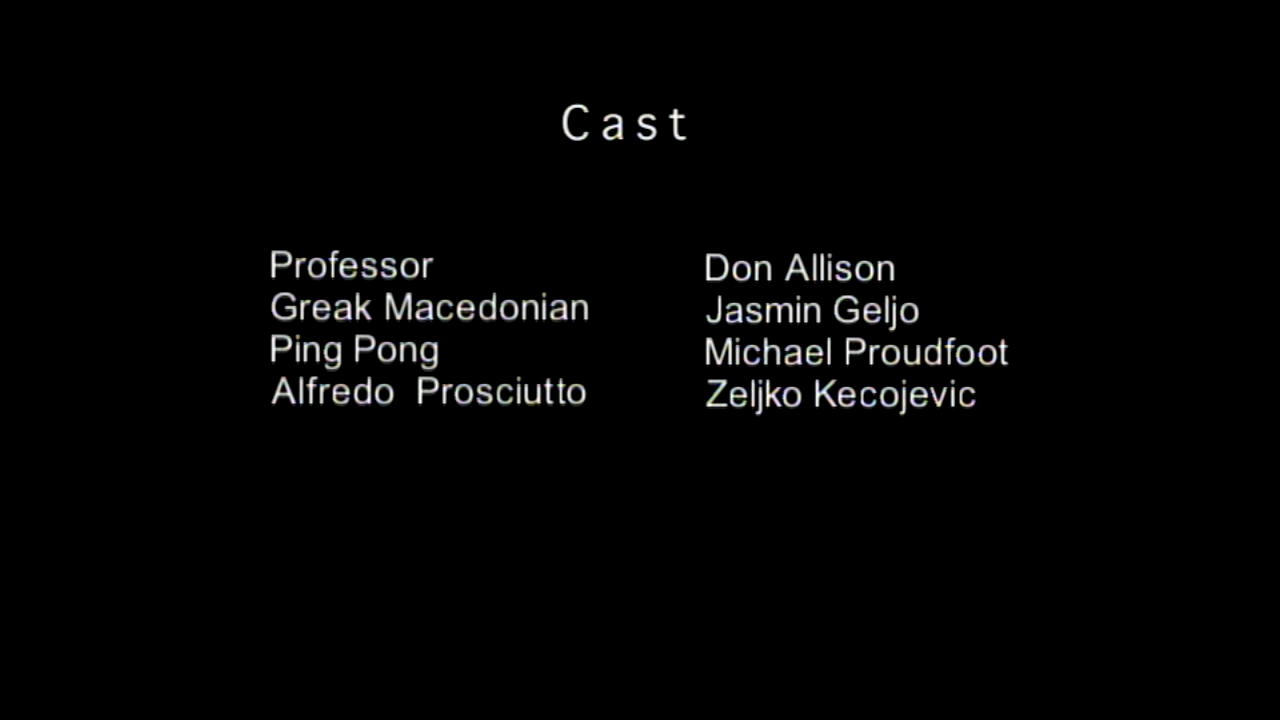 Cast
Professor Don Allison
Greak Macedonian Jasmin Geljo
Ping Pong Michael Proudfoot
Alfredo Prosciutto Zeljko Kecojevic